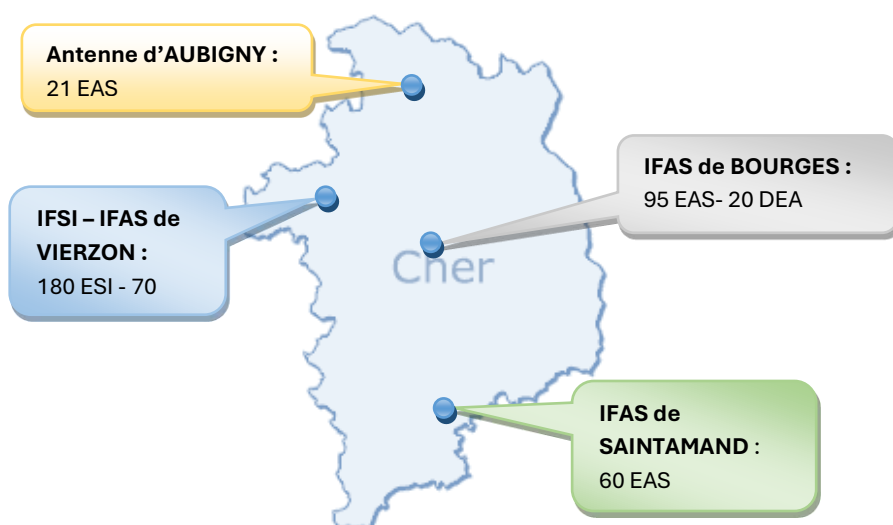 Antenne d'AUBIGNY :
21 EAS
IFAS de BOURGES :
95 EAS- 20 DEA
IFSI – IFAS de
VIERZON :
180 ESI - 70
Cher
IFAS de
SAINTAMAND :
60 EAS